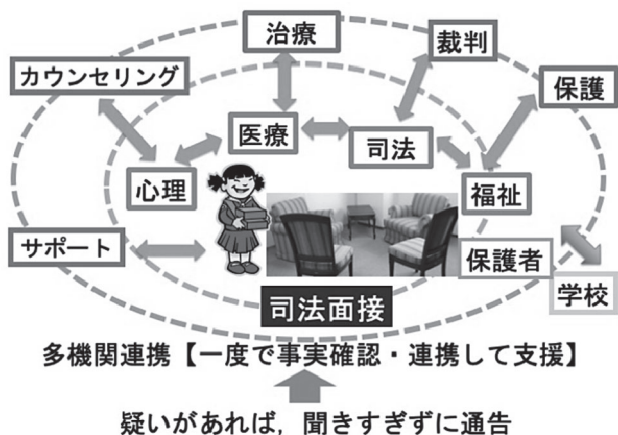 治療
裁判
カウンセリング
保護
医療
司法
心理
福祉
サポート
保護者
学校
司法面接
多機関連携【一度で事実確認・連携して支援】
疑いがあれば，聞きすぎずに通告